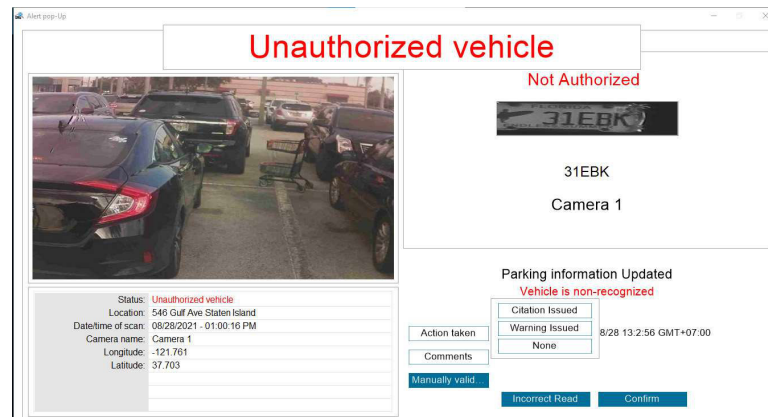 Alert pop-Up
Unauthorized vehicle
Not Authorized
FLORIDA
31EBK
31EBK
Camera 1
Status: Unauthorized vehicle
Location: 546 Gulf Ave Staten Island
Date/time of scan: 08/28/2021 - 01:00:16 PM
Camera name: Camera 1
Longitude: -121.761
Latitude: 37.703
Parking information Updated
Vehicle is non-recognized
Action taken
Citation Issued
Warning Issued
None
8/28 13:2:56 GMT+07:00
Comments
Manually valid...
Incorrect Read
Confirm